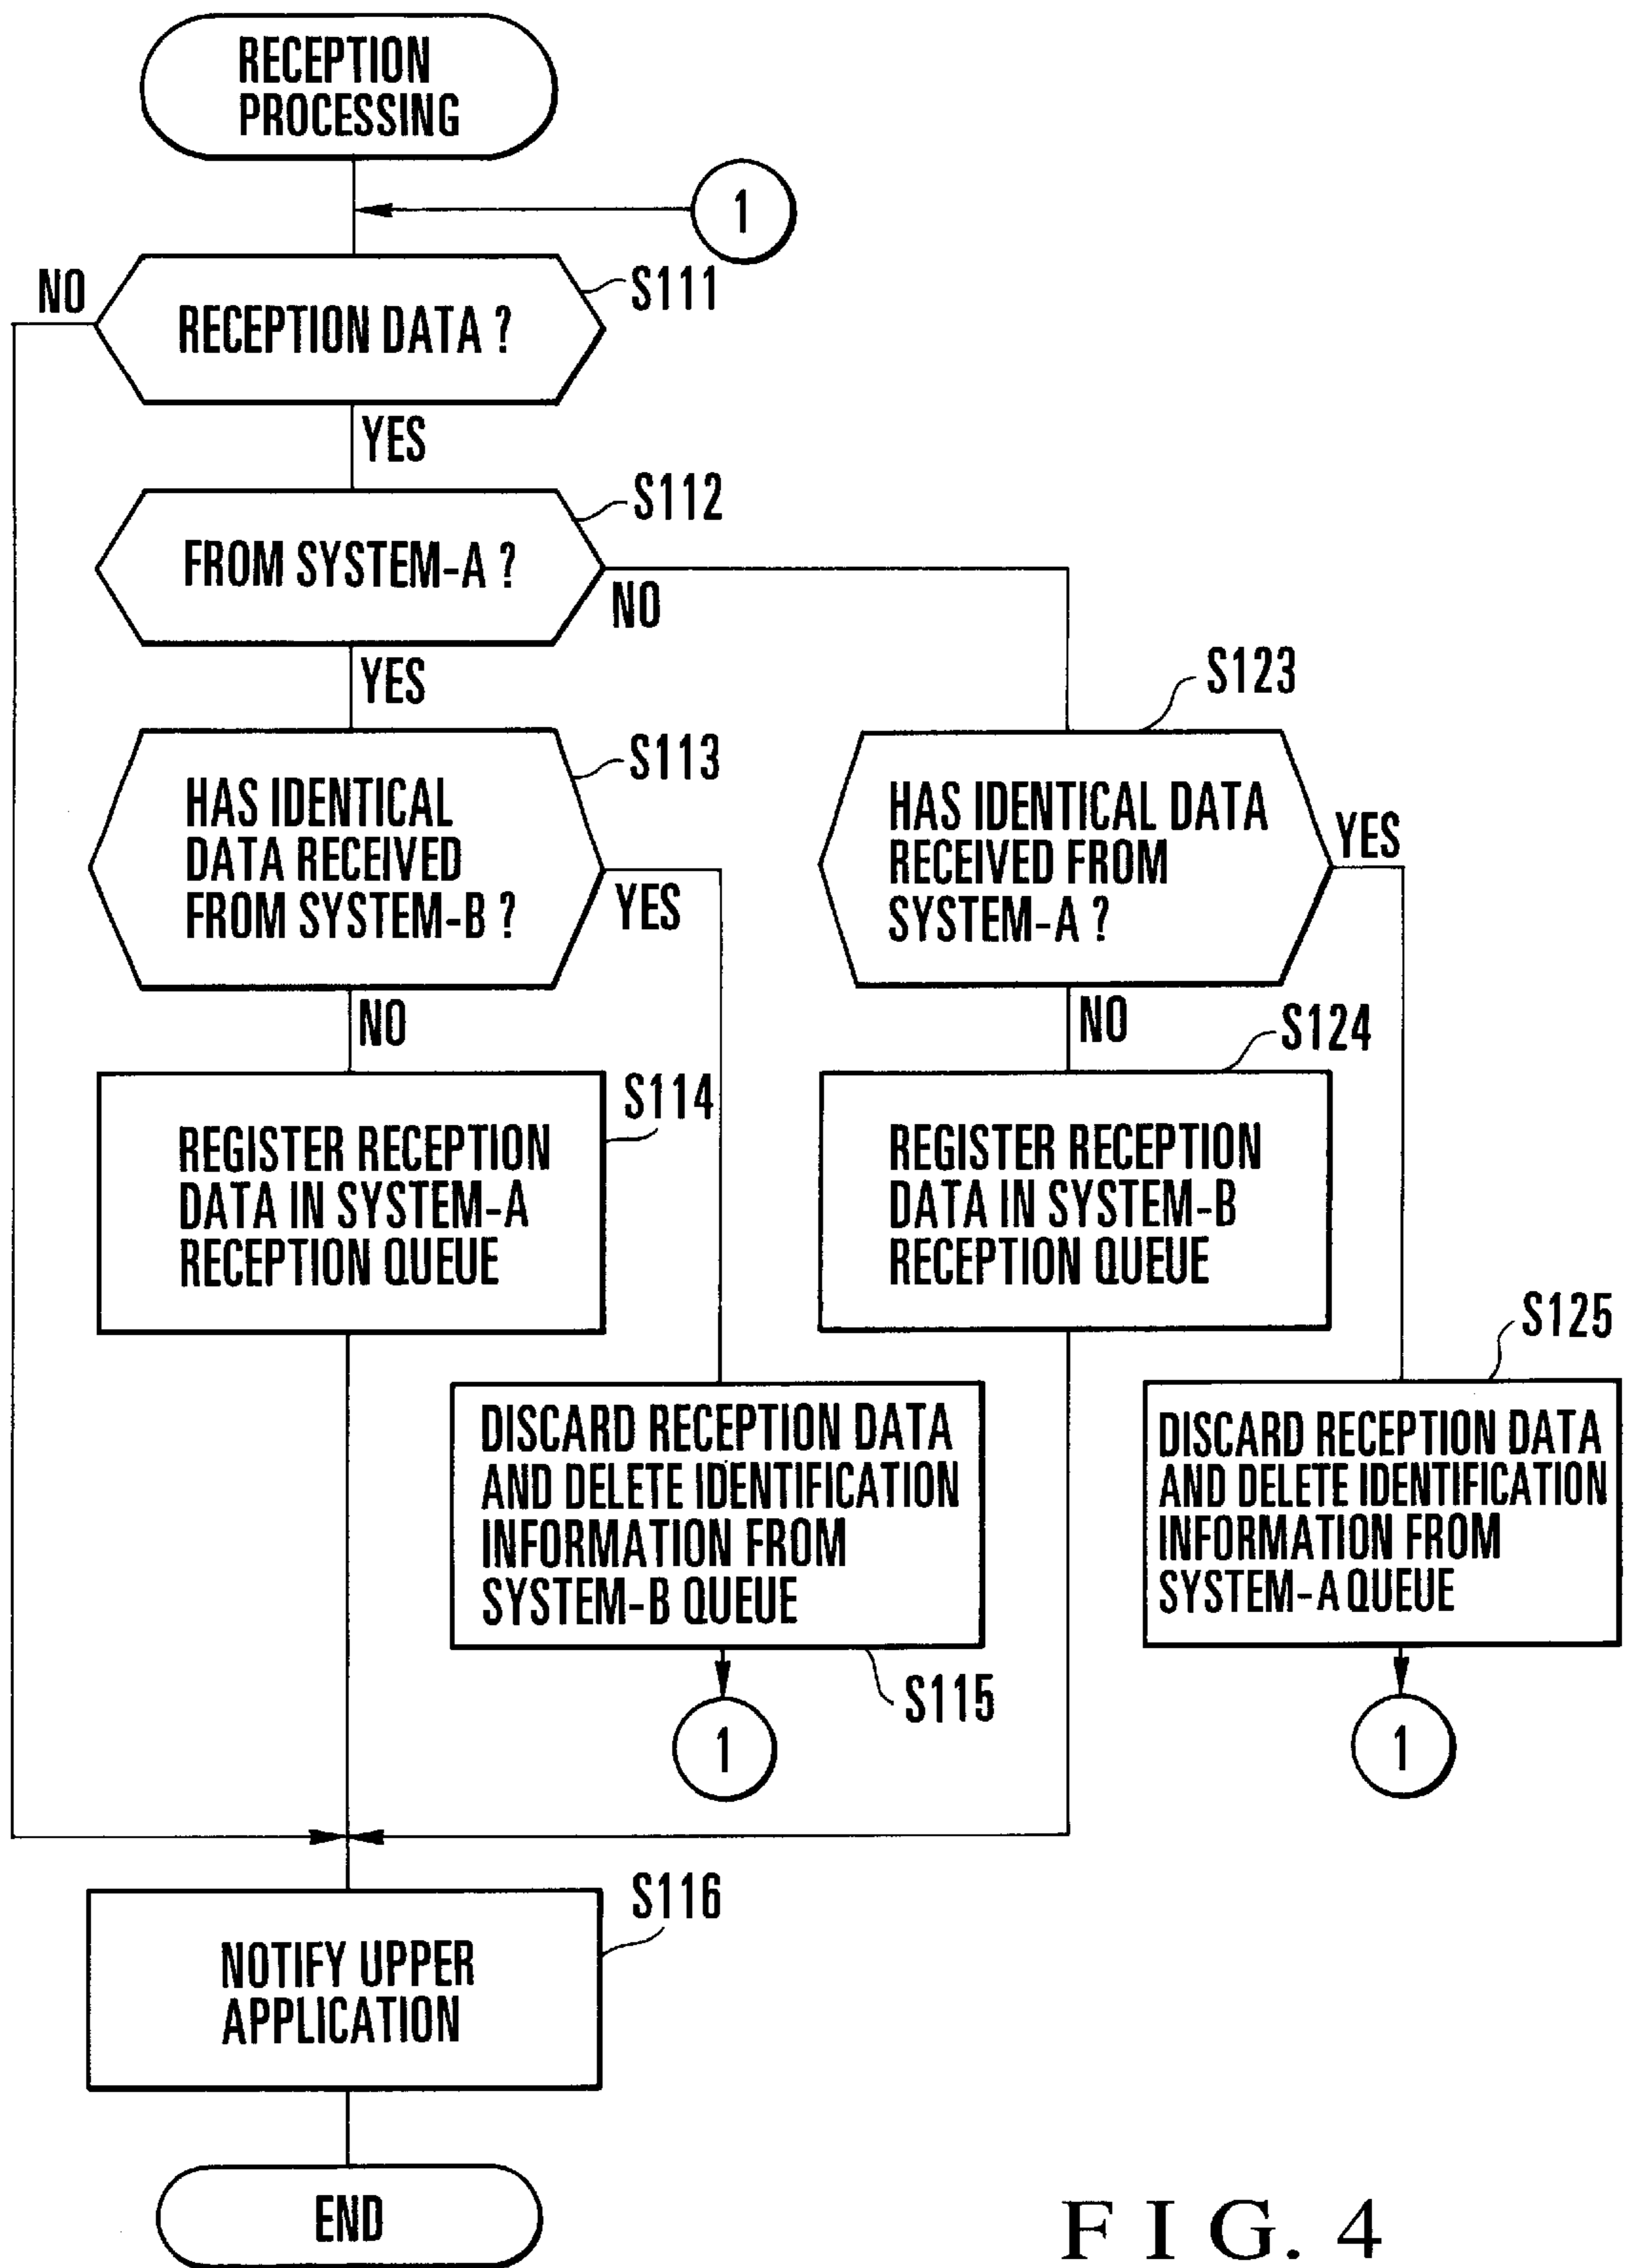 RECEPTION
PROCESSING
1
NO
S111
RECEPTION DATA ?
YES
S112
FROM SYSTEM-A ?
NO
YES
S123
S113
HAS IDENTICAL
DATA RECEIVED
FROM SYSTEM-B ?
YES
HAS IDENTICAL DATA
RECEIVED FROM
SYSTEM-A ?
YES
NO
NO
S114
S124
REGISTER RECEPTION
DATA IN SYSTEM-A
RECEPTION QUEUE
REGISTER RECEPTION
DATA IN SYSTEM-B
RECEPTION QUEUE
S125
DISCARD RECEPTION DATA
AND DELETE IDENTIFICATION
INFORMATION FROM
SYSTEM-B QUEUE
DISCARD RECEPTION DATA
AND DELETE IDENTIFICATION
INFORMATION FROM
SYSTEM-A QUEUE
S115
1
1
S116
NOTIFY UPPER
APPLICATION
END
FIG. 4